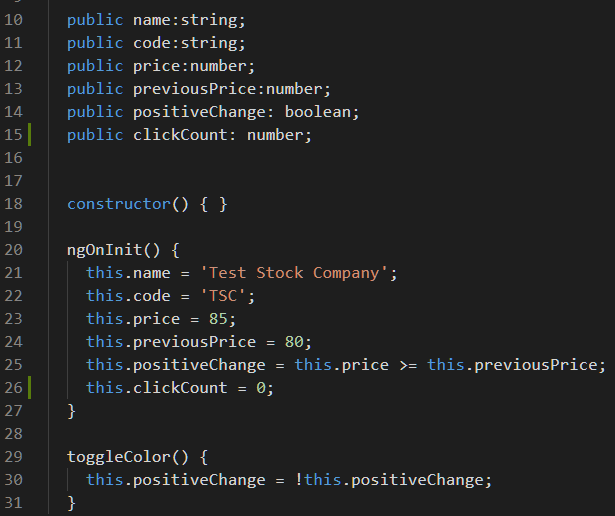 10 public name:string;
11 public code:string;
12 public price:number;
13 public previousPrice:number;
14 public positiveChange: boolean;
15 public clickCount: number;
16
17
18 constructor() { }
19
20 ngOnInit() {
21 this.name = 'Test Stock Company';
22 this.code = 'TSC';
23 this.price = 85;
24 this.previousPrice = 80;
25 this.positiveChange = this.price >= this.previousPrice;
26 this.clickCount = 0;
27 }
28
29 toggleColor() {
30 this.positiveChange = !this.positiveChange;
31 }